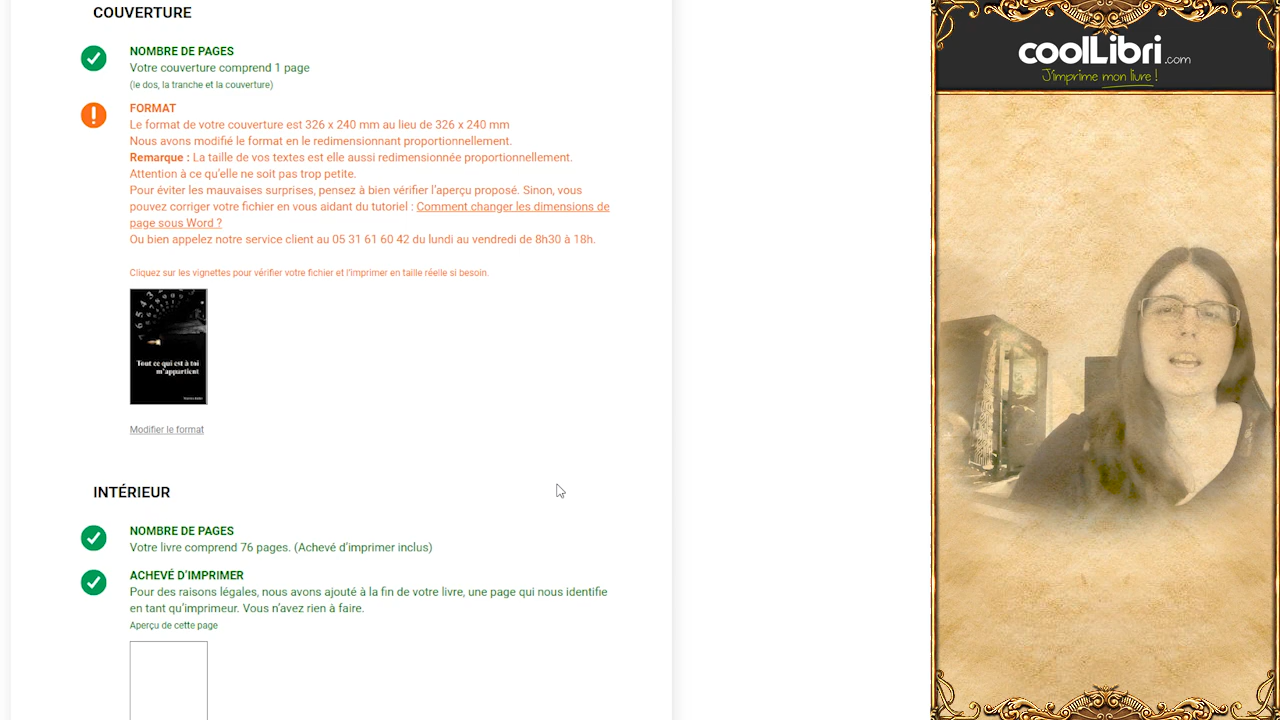 COUVERTURE
NOMBRE DE PAGES
Votre couverture comprend 1 page
(le dos, la tranche et la couverture)
FORMAT
Le format de votre couverture est 326 x 240 mm au lieu de 326 x 240 mm
Nous avons modifié le format en le redimensionnant proportionnellement.
Remarque : La taille de vos textes est elle aussi redimensionnée proportionnellement.
Attention à ce qu'elle ne soit pas trop petite.
Pour éviter les mauvaises surprises, pensez à bien vérifier l'aperçu proposé. Sinon, vous
pouvez corriger votre fichier en vous aidant du tutoriel : Comment changer les dimensions de
page sous Word ?
Ou bien appelez notre service client au 05 31 61 60 42 du lundi au vendredi de 8h30 à 18h.
Cliquez sur les vignettes pour vérifier votre fichier et l'imprimer en taille réelle si besoin.
Tout ce qui est à toi
m'appartient
Modifier le format
INTÉRIEUR
NOMBRE DE PAGES
Votre livre comprend 76 pages. (Achevé d'imprimer inclus)
ACHEVÉ D'IMPRIMER
Pour des raisons légales, nous avons ajouté à la fin de votre livre, une page qui nous identifie
en tant qu'imprimeur. Vous n'avez rien à faire.
Aperçu de cette page
coolLibri.com
J'imprime mon livre !